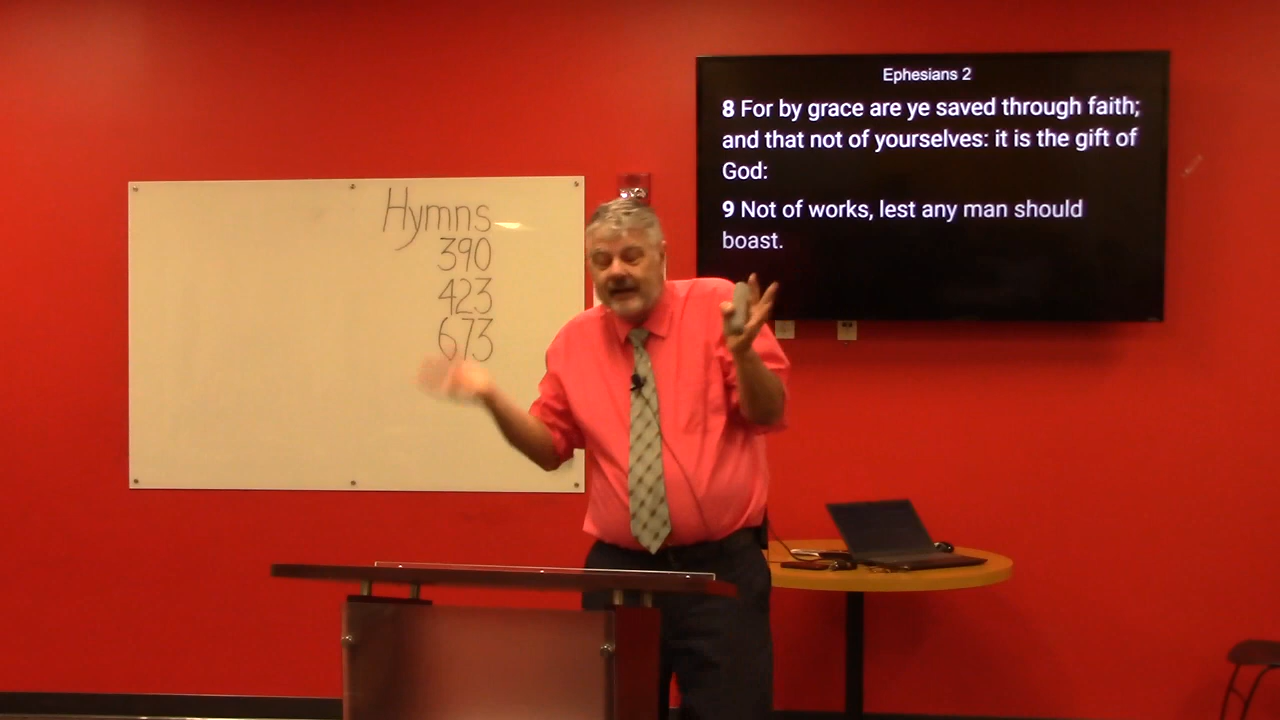 Hymns
390
423
673
Ephesians 2
8 For by grace are ye saved through faith;
and that not of yourselves: it is the gift of
God:
9 Not of works, lest any man should
boast.